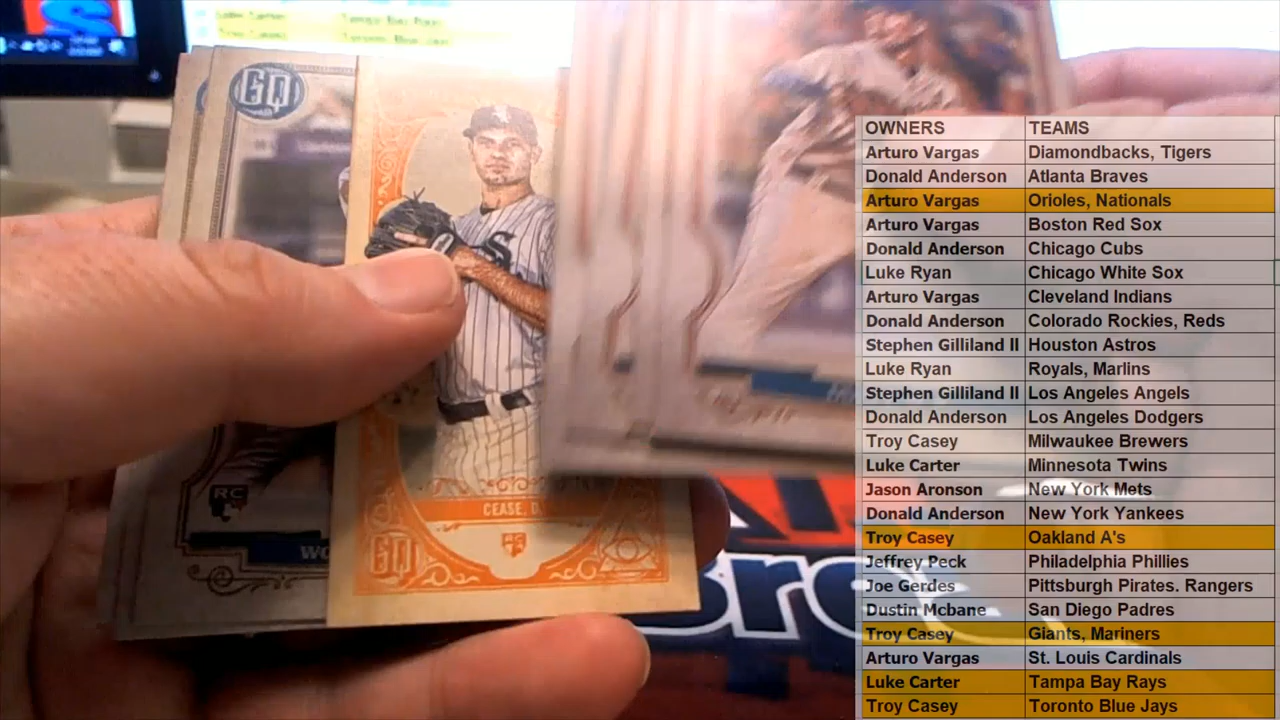 GQ
RC
WO
CEASE, D
GQ
RC
OWNERS TEAMS
Arturo Vargas Diamondbacks, Tigers
Donald Anderson Atlanta Braves
Arturo Vargas Orioles, Nationals
Arturo Vargas Boston Red Sox
Donald Anderson Chicago Cubs
Luke Ryan Chicago White Sox
Arturo Vargas Cleveland Indians
Donald Anderson Colorado Rockies, Reds
Stephen Gilliland II Houston Astros
Luke Ryan Royals, Marlins
Stephen Gilliland II Los Angeles Angels
Donald Anderson Los Angeles Dodgers
Troy Casey Milwaukee Brewers
Luke Carter Minnesota Twins
Jason Aronson New York Mets
Donald Anderson New York Yankees
Troy Casey Oakland A's
Jeffrey Peck Philadelphia Phillies
Joe Gerdes Pittsburgh Pirates. Rangers
Dustin Mcbane San Diego Padres
Troy Casey Giants, Mariners
Arturo Vargas St. Louis Cardinals
Luke Carter Tampa Bay Rays
Troy Casey Toronto Blue Jays